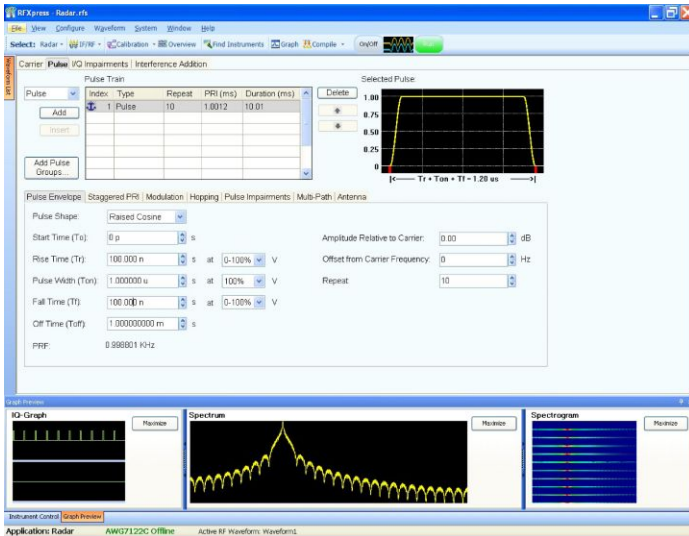 RFXpress - Radar.rfs
File View Configure Waveform System Window Help
Select: Radar IF/RF Calibration Overview Find Instruments Graph Compile On/Off
Waveform List
Carrier Pulse I/Q Impairments Interference Addition
Pulse Train
Selected Pulse
Pulse
Index Type Repeat PRI (ms) Duration (ms)
1 Pulse 10 1.0012 10.01
Add
Insert
Add Pulse Groups...
Delete
1.00
0.75
0.50
0.25
0
Tr + Ton + Tf = 1.20 us
Pulse Envelope Staggered PRI Modulation Hopping Pulse Impairments Multi-Path Antenna
Pulse Shape: Raised Cosine
Start Time (To): 0 p s
Amplitude Relative to Carrier: 0.00 dB
Rise Time (Tr): 100.000 n s at 0-100% V
Offset from Carrier Frequency: 0 Hz
Pulse Width (Ton): 1.000000 u s at 100% V
Repeat: 10
Fall Time (Tf): 100.000 n s at 0-100% V
Off Time (Toff): 1.000000000 m s
PRF: 0.998801 KHz
Graph Preview
IQ-Graph Maximize
Spectrum Maximize
Spectrogram Maximize
Instrument Control Graph Preview
Application: Radar AWG7122C Offline Active RF Waveform: Waveform1